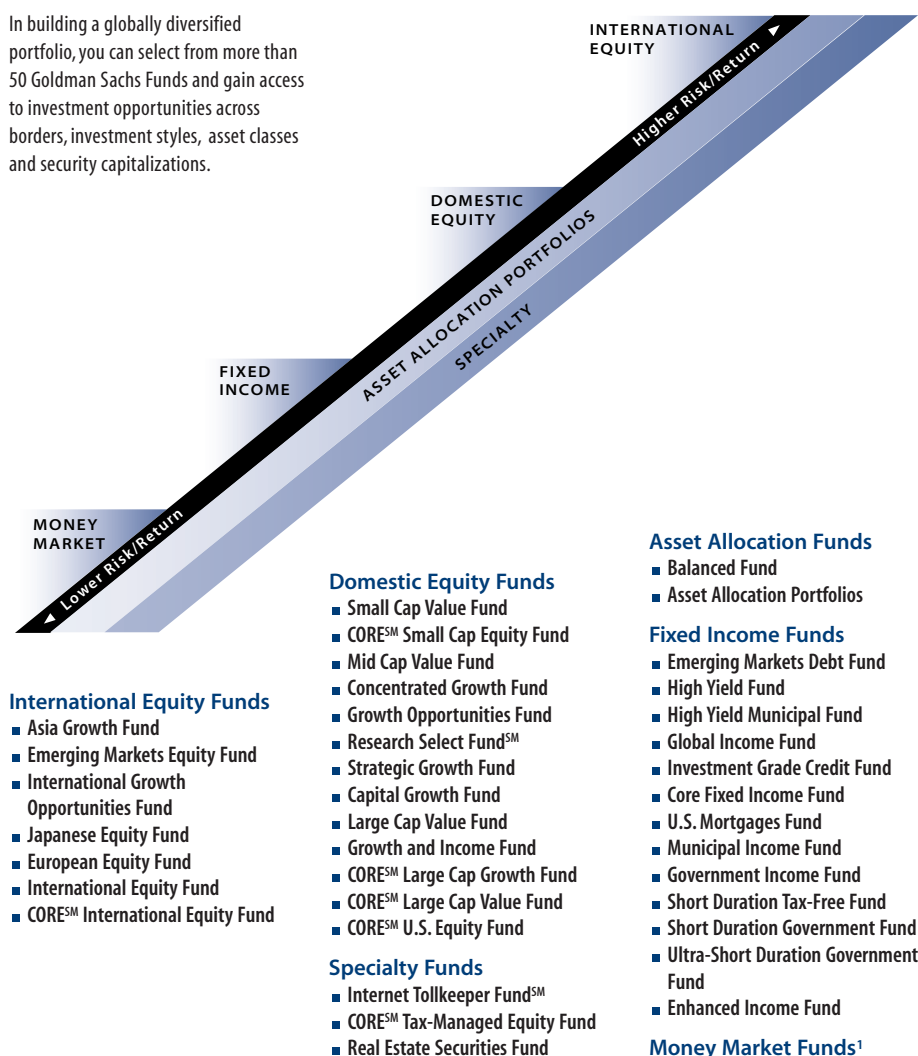 In building a globally diversified
portfolio, you can select from more than
50 Goldman Sachs Funds and gain access
to investment opportunities across
borders, investment styles, asset classes
and security capitalizations.
INTERNATIONAL
EQUITY
Higher Risk/Return ►
DOMESTIC
EQUITY
ASSET ALLOCATION PORTFOLIOS
SPECIALTY
FIXED
INCOME
MONEY
MARKET
◄ Lower Risk/Return
International Equity Funds
■ Asia Growth Fund
■ Emerging Markets Equity Fund
■ International Growth
Opportunities Fund
■ Japanese Equity Fund
■ European Equity Fund
■ International Equity Fund
■ CORE℠ International Equity Fund
Domestic Equity Funds
■ Small Cap Value Fund
■ CORE℠ Small Cap Equity Fund
■ Mid Cap Value Fund
■ Concentrated Growth Fund
■ Growth Opportunities Fund
■ Research Select Fund℠
■ Strategic Growth Fund
■ Capital Growth Fund
■ Large Cap Value Fund
■ Growth and Income Fund
■ CORE℠ Large Cap Growth Fund
■ CORE℠ Large Cap Value Fund
■ CORE℠ U.S. Equity Fund
Specialty Funds
■ Internet Tollkeeper Fund℠
■ CORE℠ Tax-Managed Equity Fund
■ Real Estate Securities Fund
Asset Allocation Funds
■ Balanced Fund
■ Asset Allocation Portfolios
Fixed Income Funds
■ Emerging Markets Debt Fund
■ High Yield Fund
■ High Yield Municipal Fund
■ Global Income Fund
■ Investment Grade Credit Fund
■ Core Fixed Income Fund
■ U.S. Mortgages Fund
■ Municipal Income Fund
■ Government Income Fund
■ Short Duration Tax-Free Fund
■ Short Duration Government Fund
■ Ultra-Short Duration Government
Fund
■ Enhanced Income Fund
Money Market Funds¹